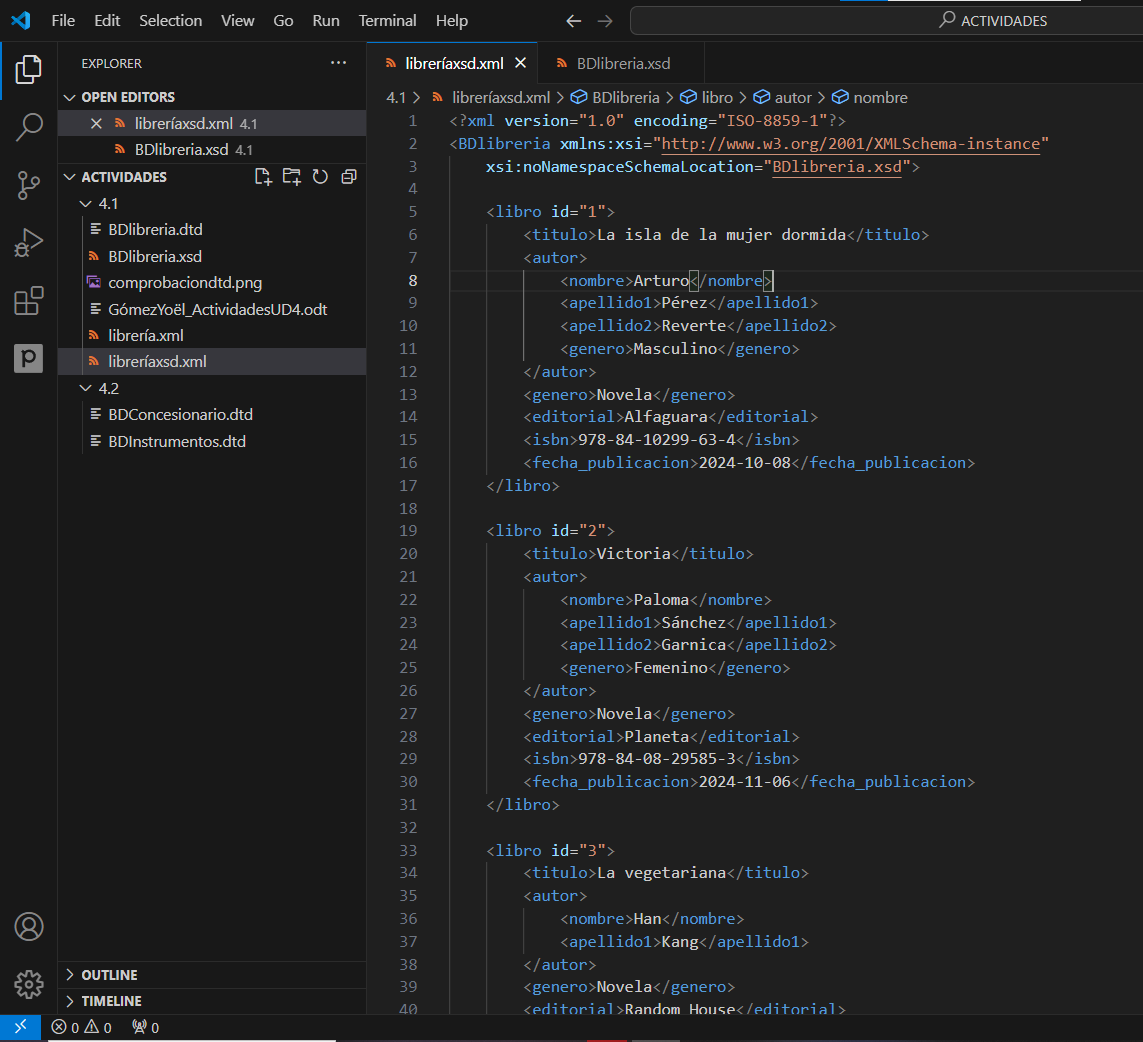 File Edit Selection View Go Run Terminal Help
ACTIVIDADES
EXPLORER
OPEN EDITORS
libreríaxsd.xml 4.1
BDlibreria.xsd 4.1
ACTIVIDADES
4.1
BDlibreria.dtd
BDlibreria.xsd
comprobaciondtd.png
GómezYoël_ActividadesUD4.odt
librería.xml
libreríaxsd.xml
4.2
BDConcesionario.dtd
BDInstrumentos.dtd
OUTLINE
TIMELINE
0 0 0
libreríaxsd.xml BDlibreria.xsd
4.1 > libreríaxsd.xml > BDlibreria > libro > autor > nombre
1 <?xml version="1.0" encoding="ISO-8859-1"?>
2 <BDlibreria xmlns:xsi="http://www.w3.org/2001/XMLSchema-instance"
3 xsi:noNamespaceSchemaLocation="BDlibreria.xsd">
4
5 <libro id="1">
6 <titulo>La isla de la mujer dormida</titulo>
7 <autor>
8 <nombre>Arturo</nombre>
9 <apellido1>Pérez</apellido1>
10 <apellido2>Reverte</apellido2>
11 <genero>Masculino</genero>
12 </autor>
13 <genero>Novela</genero>
14 <editorial>Alfaguara</editorial>
15 <isbn>978-84-10299-63-4</isbn>
16 <fecha_publicacion>2024-10-08</fecha_publicacion>
17 </libro>
18
19 <libro id="2">
20 <titulo>Victoria</titulo>
21 <autor>
22 <nombre>Paloma</nombre>
23 <apellido1>Sánchez</apellido1>
24 <apellido2>Garnica</apellido2>
25 <genero>Femenino</genero>
26 </autor>
27 <genero>Novela</genero>
28 <editorial>Planeta</editorial>
29 <isbn>978-84-08-29585-3</isbn>
30 <fecha_publicacion>2024-11-06</fecha_publicacion>
31 </libro>
32
33 <libro id="3">
34 <titulo>La vegetariana</titulo>
35 <autor>
36 <nombre>Han</nombre>
37 <apellido1>Kang</apellido1>
38 </autor>
39 <genero>Novela</genero>
40 <editorial>Random House</editorial>